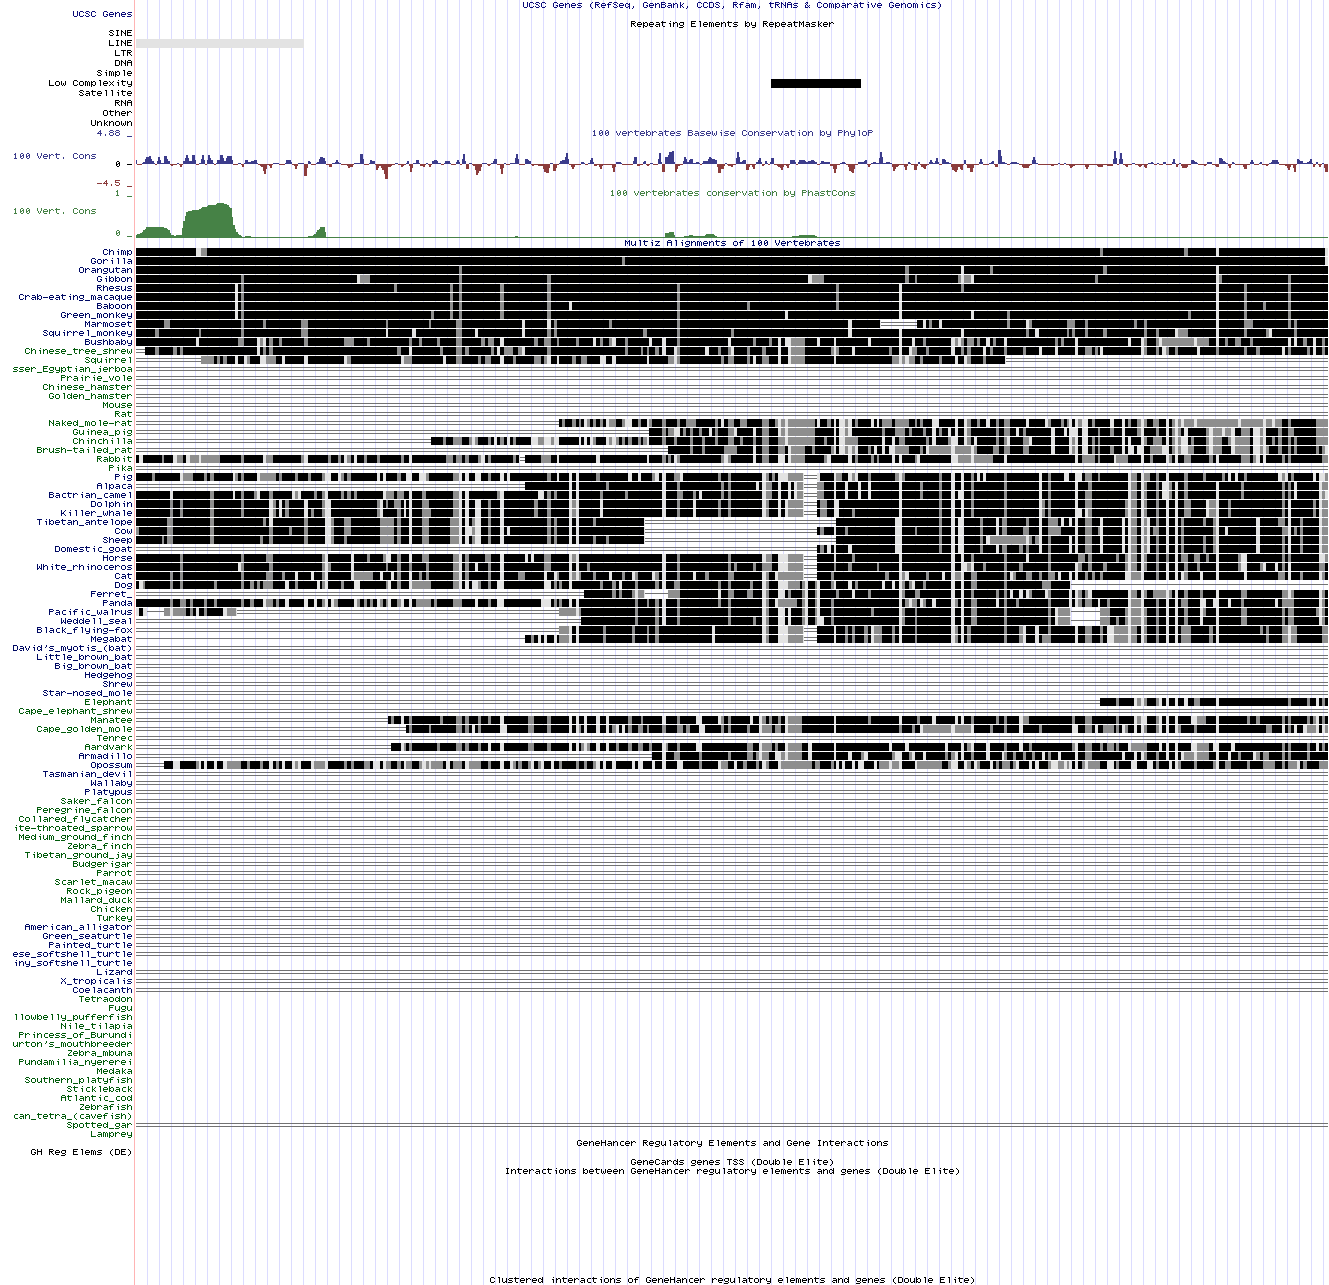 UCSC Genes (RefSeq, GenBank, CCDS, Rfam, tRNAs & Comparative Genomics)
UCSC Genes
Repeating Elements by RepeatMasker
SINE
LINE
LTR
DNA
Simple
Low Complexity
Satellite
RNA
Other
Unknown
4.88 _
100 vertebrates Basewise Conservation by PhyloP
100 Vert. Cons
0 _
-4.5 _
1 _
100 vertebrates conservation by PhastCons
100 Vert. Cons
0 _
Multiz Alignments of 100 Vertebrates
Chimp
Gorilla
Orangutan
Gibbon
Rhesus
Crab-eating_macaque
Baboon
Green_monkey
Marmoset
Squirrel_monkey
Bushbaby
Chinese_tree_shrew
Squirrel
sser_Egyptian_jerboa
Prairie_vole
Chinese_hamster
Golden_hamster
Mouse
Rat
Naked_mole-rat
Guinea_pig
Chinchilla
Brush-tailed_rat
Rabbit
Pika
Pig
Alpaca
Bactrian_camel
Dolphin
Killer_whale
Tibetan_antelope
Cow
Sheep
Domestic_goat
Horse
White_rhinoceros
Cat
Dog
Ferret_
Panda
Pacific_walrus
Weddell_seal
Black_flying-fox
Megabat
David's_myotis_(bat)
Little_brown_bat
Big_brown_bat
Hedgehog
Shrew
Star-nosed_mole
Elephant
Cape_elephant_shrew
Manatee
Cape_golden_mole
Tenrec
Aardvark
Armadillo
Opossum
Tasmanian_devil
Wallaby
Platypus
Saker_falcon
Peregrine_falcon
Collared_flycatcher
ite-throated_sparrow
Medium_ground_finch
Zebra_finch
Tibetan_ground_jay
Budgerigar
Parrot
Scarlet_macaw
Rock_pigeon
Mallard_duck
Chicken
Turkey
American_alligator
Green_seaturtle
Painted_turtle
ese_softshell_turtle
iny_softshell_turtle
Lizard
X_tropicalis
Coelacanth
Tetraodon
Fugu
llowbelly_pufferfish
Nile_tilapia
Princess_of_Burundi
urton's_mouthbreeder
Zebra_mbuna
Pundamilia_nyererei
Medaka
Southern_platyfish
Stickleback
Atlantic_cod
Zebrafish
can_tetra_(cavefish)
Spotted_gar
Lamprey
GeneHancer Regulatory Elements and Gene Interactions
GH Reg Elems (DE)
GeneCards genes TSS (Double Elite)
Interactions between GeneHancer regulatory elements and genes (Double Elite)
Clustered interactions of GeneHancer regulatory elements and genes (Double Elite)